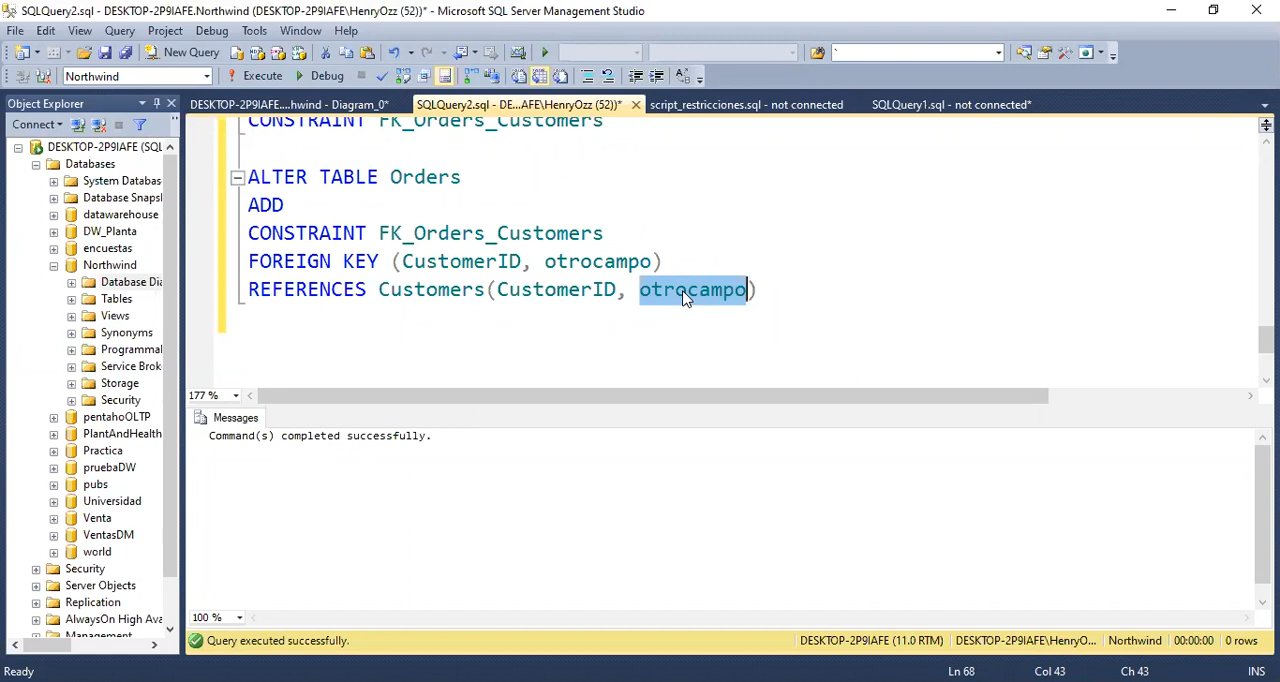 SQLQuery2.sql - DESKTOP-2P9IAFE.Northwind (DESKTOP-2P9IAFE\HenryOzz (52))* - Microsoft SQL Server Management Studio
File Edit View Query Project Debug Tools Window Help
New Query
Northwind Execute Debug
Object Explorer
DESKTOP-2P9IAFE....hwind - Diagram_0* SQLQuery2.sql - DE...AFE\HenryOzz (52))* script_restricciones.sql - not connected SQLQuery1.sql - not connected*
Connect
DESKTOP-2P9IAFE (SQL
Databases
System Databas
Database Snapsl
datawarehouse
DW_Planta
encuestas
Northwind
Database Dia
Tables
Views
Synonyms
Programmal
Service Brok
Storage
Security
pentahoOLTP
PlantAndHealth
Practica
pruebaDW
pubs
Universidad
Venta
VentasDM
world
Security
Server Objects
Replication
AlwaysOn High Ava
Management
CONSTRAINT FK_Orders_Customers
ALTER TABLE Orders
ADD
CONSTRAINT FK_Orders_Customers
FOREIGN KEY (CustomerID, otrocampo)
REFERENCES Customers(CustomerID, otrocampo)
177 %
Messages
Command(s) completed successfully.
100 %
Query executed successfully. DESKTOP-2P9IAFE (11.0 RTM) DESKTOP-2P9IAFE\HenryO... Northwind 00:00:00 0 rows
Ready Ln 68 Col 43 Ch 43 INS